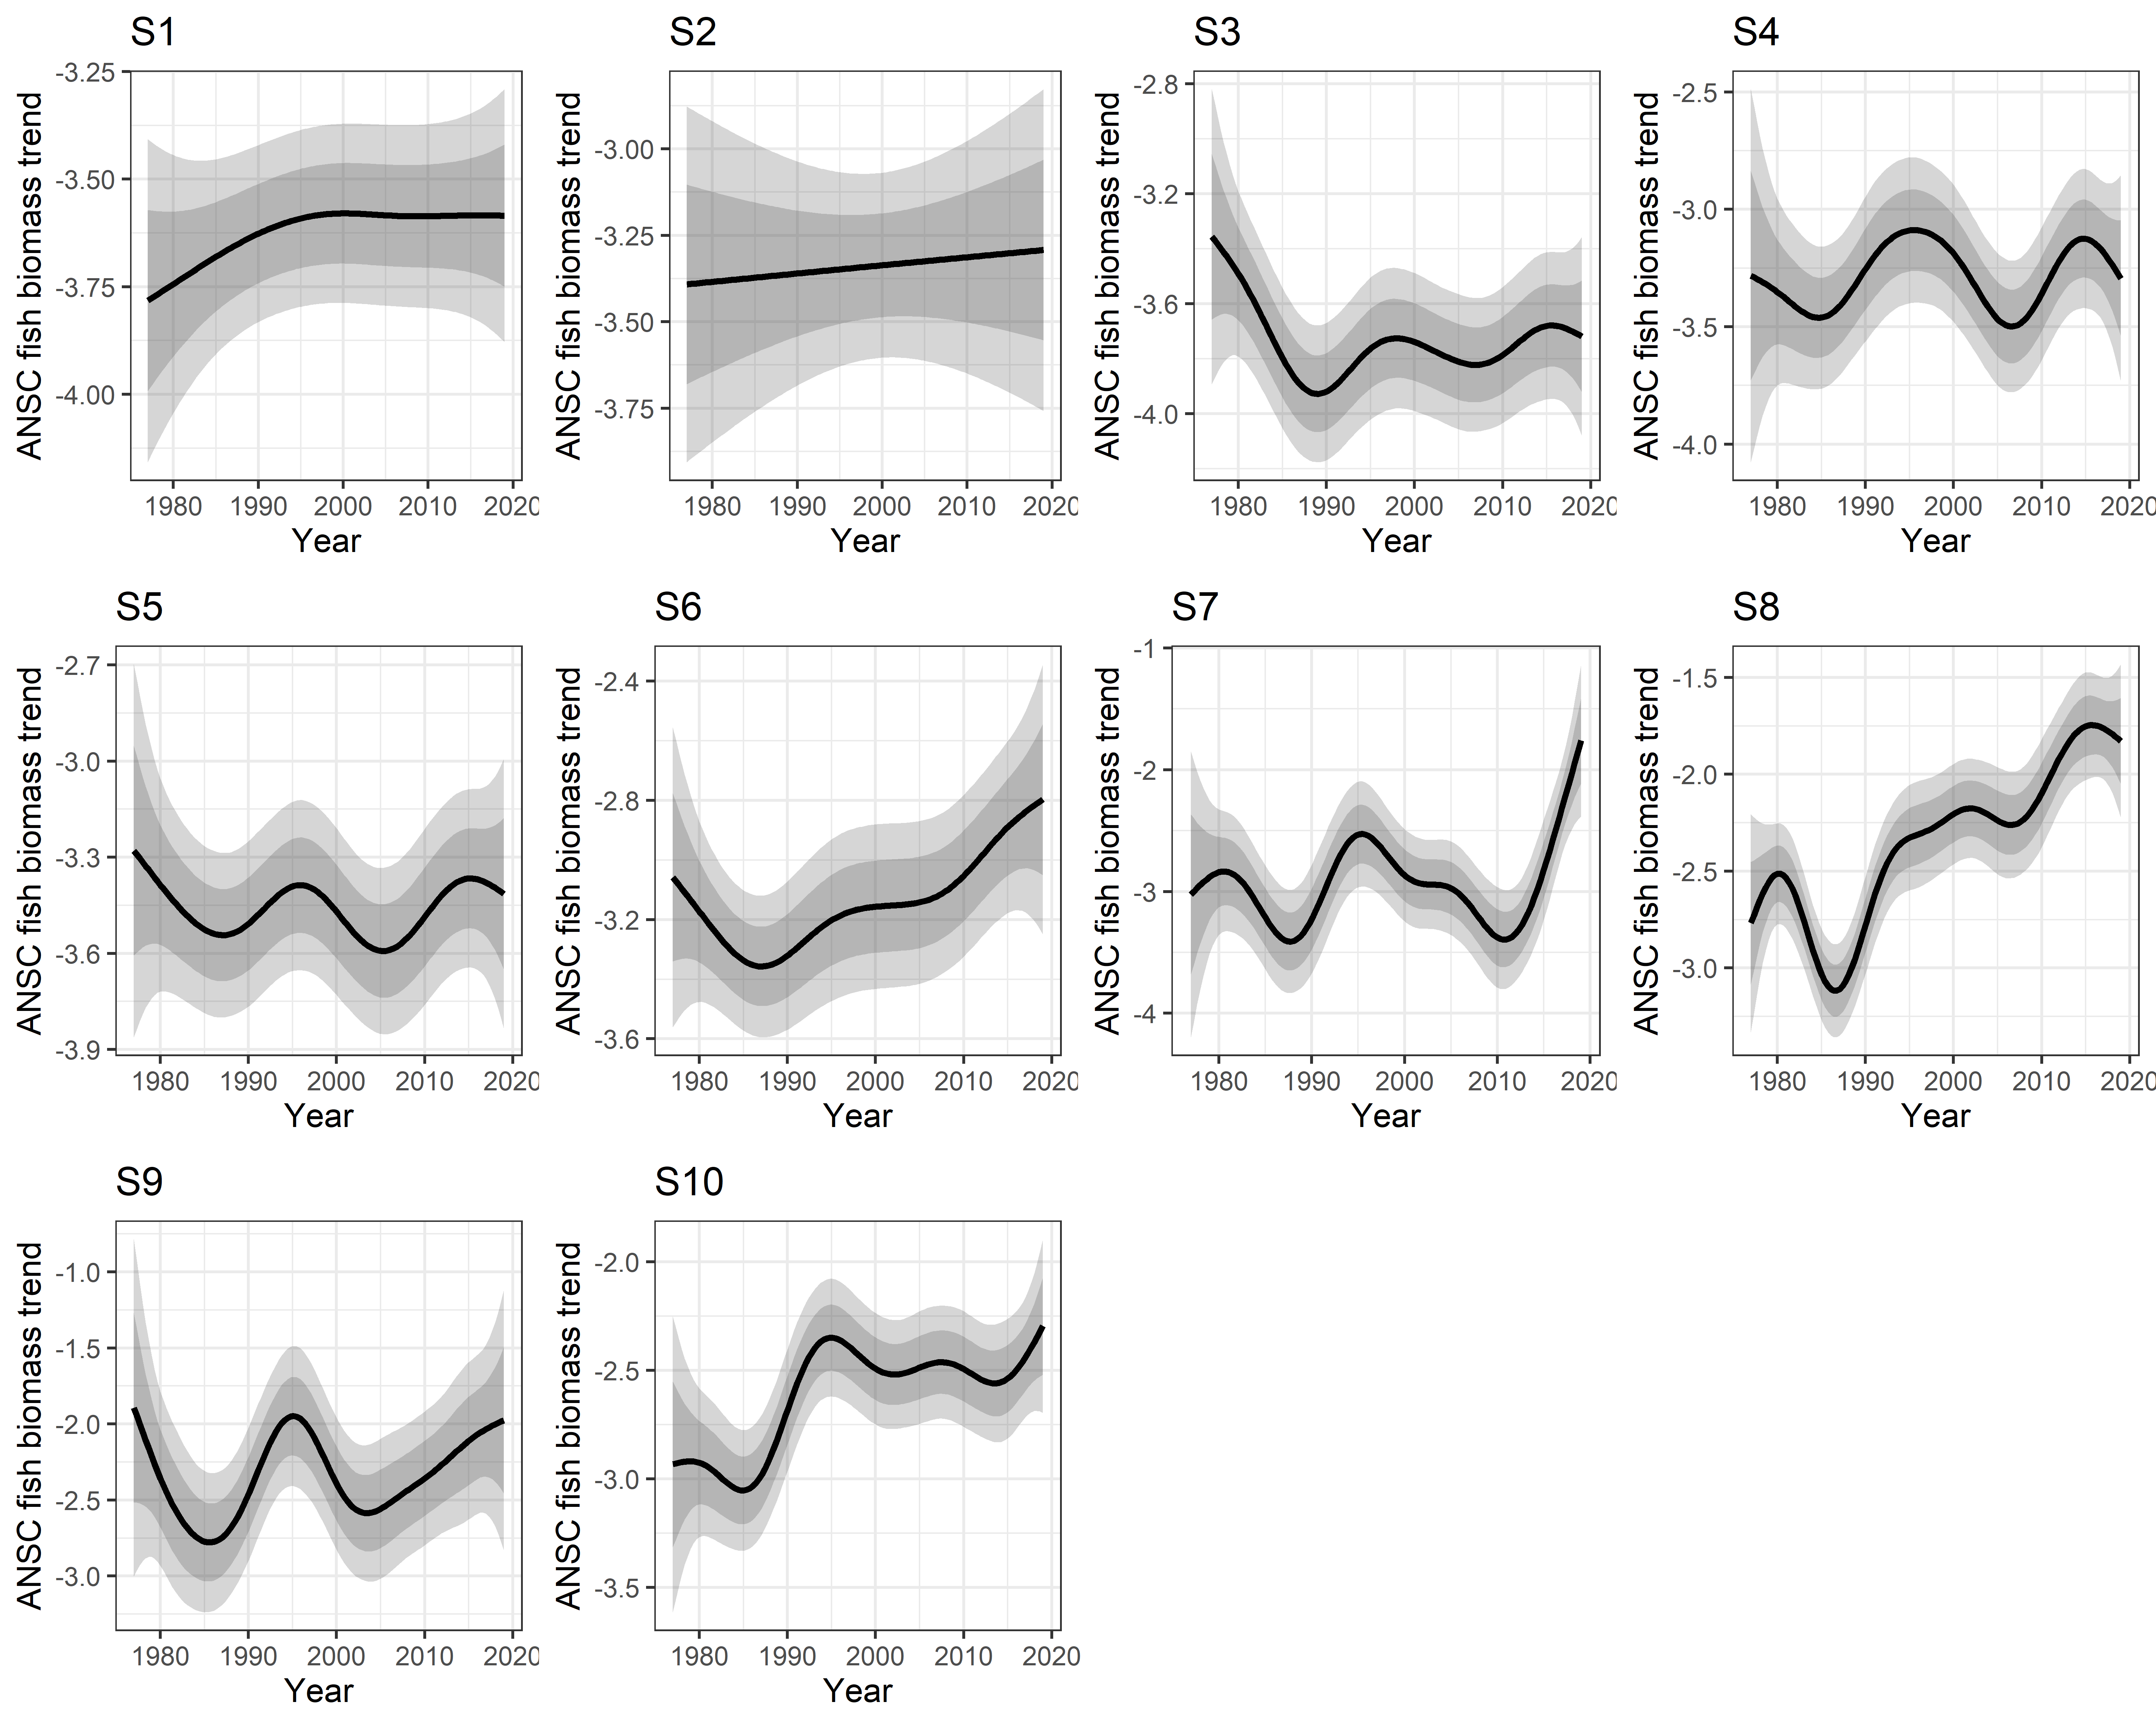 S1
ANSC fish biomass trend
-3.25
-3.50
-3.75
-4.00
1980 1990 2000 2010 2020
Year
S2
ANSC fish biomass trend
-3.00
-3.25
-3.50
-3.75
1980 1990 2000 2010 2020
Year
S3
ANSC fish biomass trend
-2.8
-3.2
-3.6
-4.0
1980 1990 2000 2010 2020
Year
S4
ANSC fish biomass trend
-2.5
-3.0
-3.5
-4.0
1980 1990 2000 2010 2020
Year
S5
ANSC fish biomass trend
-2.7
-3.0
-3.3
-3.6
-3.9
1980 1990 2000 2010 2020
Year
S6
ANSC fish biomass trend
-2.4
-2.8
-3.2
-3.6
1980 1990 2000 2010 2020
Year
S7
ANSC fish biomass trend
-1
-2
-3
-4
1980 1990 2000 2010 2020
Year
S8
ANSC fish biomass trend
-1.5
-2.0
-2.5
-3.0
1980 1990 2000 2010 2020
Year
S9
ANSC fish biomass trend
-1.0
-1.5
-2.0
-2.5
-3.0
1980 1990 2000 2010 2020
Year
S10
ANSC fish biomass trend
-2.0
-2.5
-3.0
-3.5
1980 1990 2000 2010 2020
Year